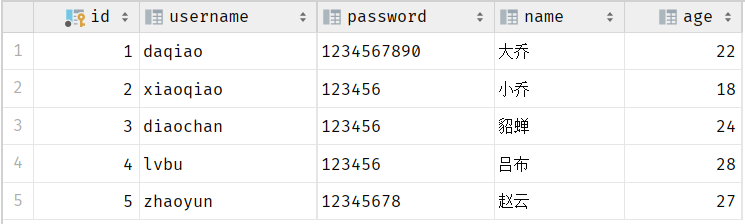 id username password name age
1 1 daqiao 1234567890 大乔 22
2 2 xiaoqiao 123456 小乔 18
3 3 diaochan 123456 貂蝉 24
4 4 lvbu 123456 吕布 28
5 5 zhaoyun 12345678 赵云 27